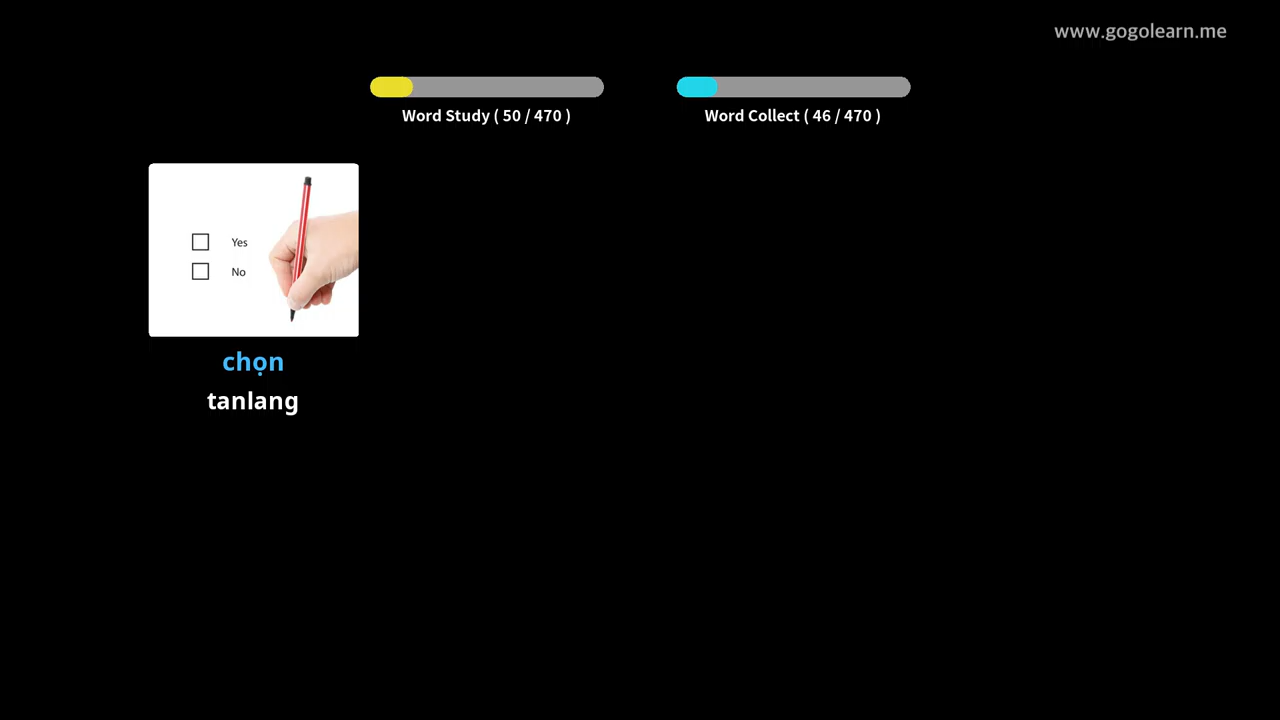 www.gogolearn.me
Word Study ( 50 / 470 )
Word Collect ( 46 / 470 )
Yes
No
chọn
tanlang